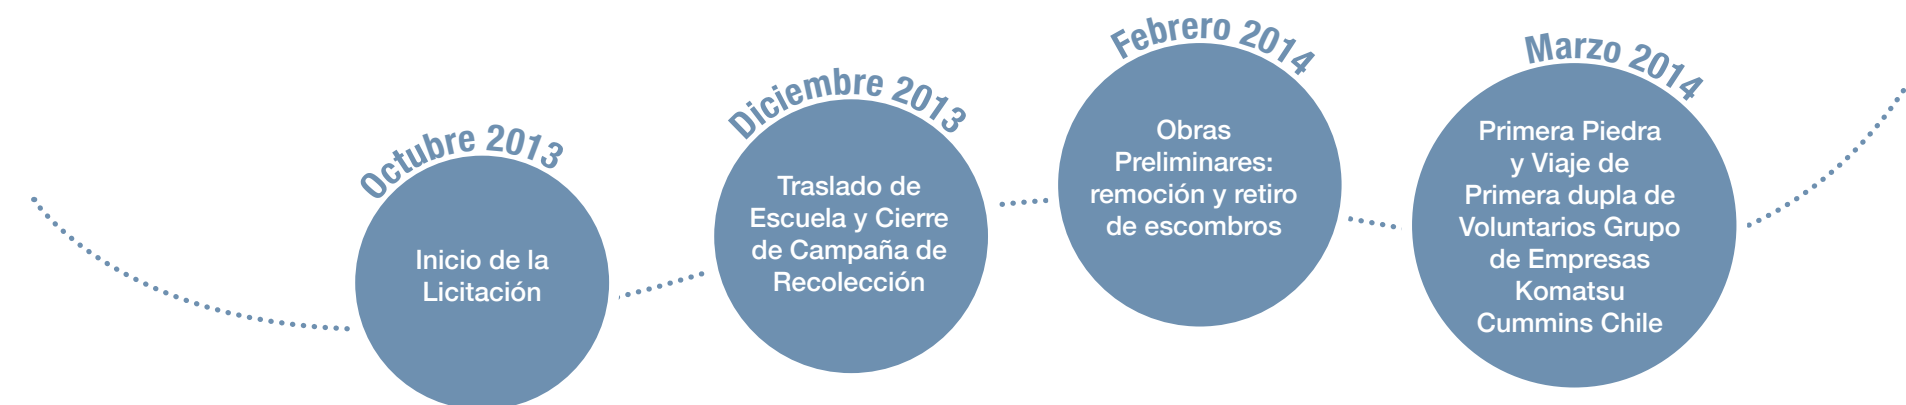 Octubre 2013
Inicio de la
Licitación
Diciembre 2013
Traslado de
Escuela y Cierre
de Campaña de
Recolección
Febrero 2014
Obras
Preliminares:
remoción y retiro
de escombros
Marzo 2014
Primera Piedra
y Viaje de
Primera dupla de
Voluntarios Grupo
de Empresas
Komatsu
Cummins Chile